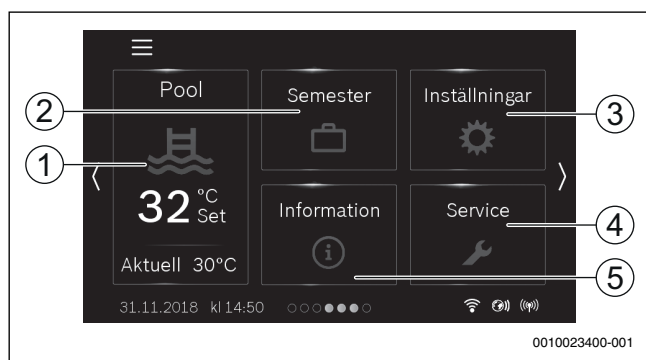 Pool
Semester
Inställningar
2
3
1
32 °C
Set
Information
Service
4
Aktuell 30°C
5
31.11.2018 kl 14:50
0010023400-001